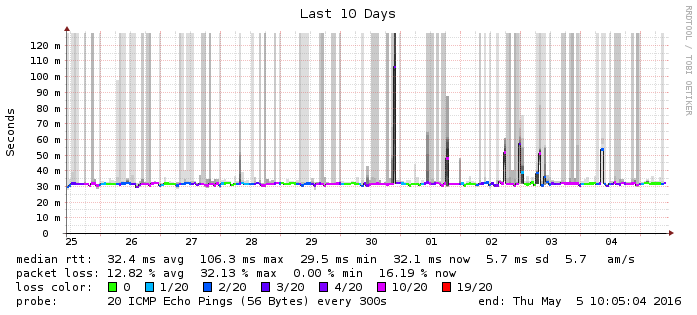 Last 10 Days
RRDTOOL / TOBI OETIKER
Seconds
120 m
110 m
100 m
90 m
80 m
70 m
60 m
50 m
40 m
30 m
20 m
10 m
0
25 26 27 28 29 30 01 02 03 04
median rtt: 32.4 ms avg 106.3 ms max 29.5 ms min 32.1 ms now 5.7 ms sd 5.7 am/s
packet loss: 12.82 % avg 32.13 % max 0.00 % min 16.19 % now
loss color: 0 1/20 2/20 3/20 4/20 10/20 19/20
probe: 20 ICMP Echo Pings (56 Bytes) every 300s end: Thu May 5 10:05:04 2016